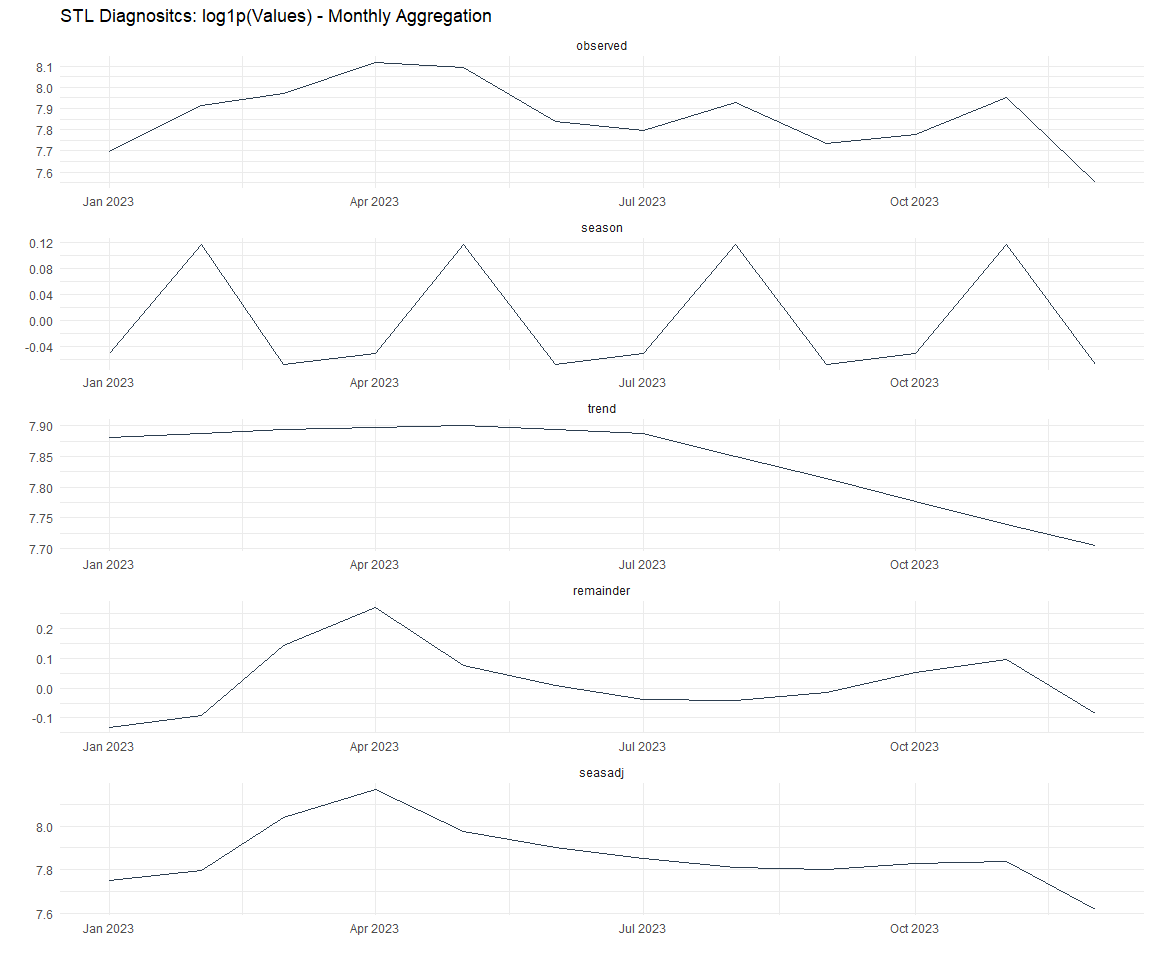 STL Diagnositcs: log1p(Values) - Monthly Aggregation
observed
8.1
8.0
7.9
7.8
7.7
7.6
Jan 2023 Apr 2023 Jul 2023 Oct 2023
season
0.12
0.08
0.04
0.00
-0.04
Jan 2023 Apr 2023 Jul 2023 Oct 2023
trend
7.90
7.85
7.80
7.75
7.70
Jan 2023 Apr 2023 Jul 2023 Oct 2023
remainder
0.2
0.1
0.0
-0.1
Jan 2023 Apr 2023 Jul 2023 Oct 2023
seasadj
8.0
7.8
7.6
Jan 2023 Apr 2023 Jul 2023 Oct 2023